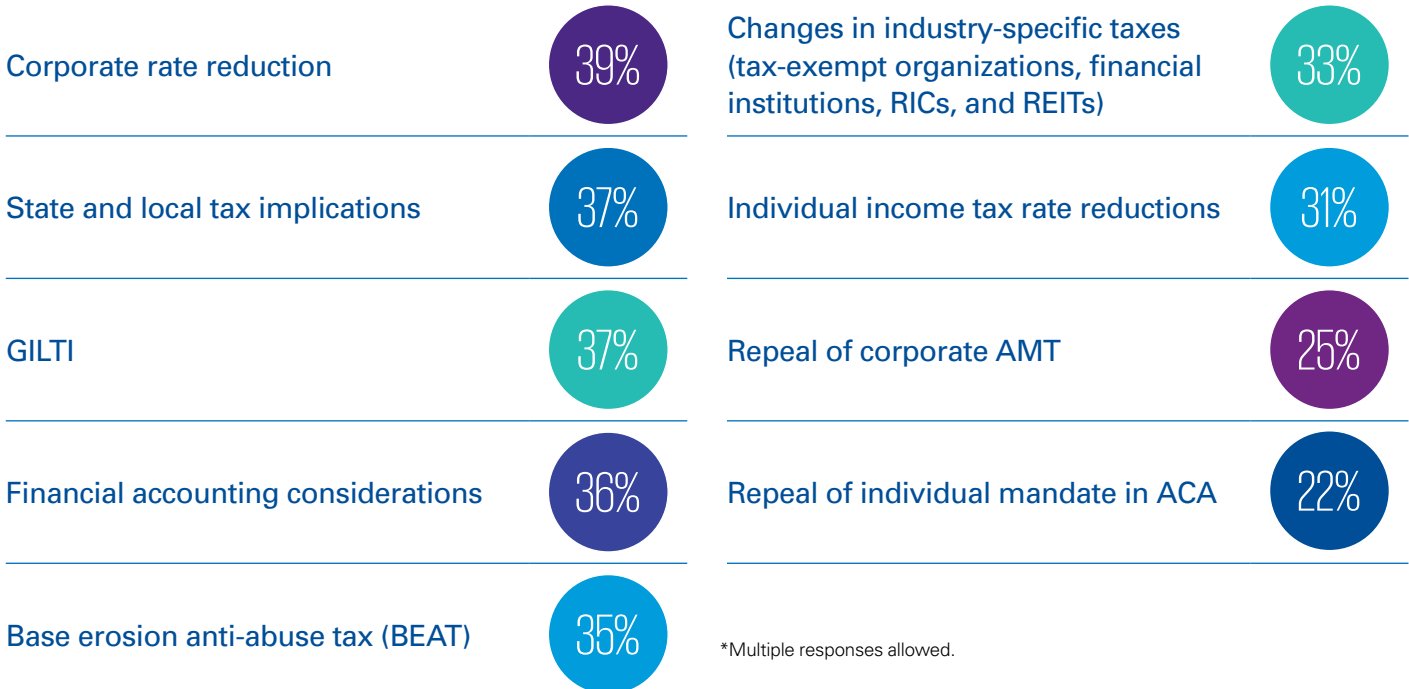 Corporate rate reduction
39%
State and local tax implications
37%
GILTI
37%
Financial accounting considerations
36%
Base erosion anti-abuse tax (BEAT)
35%
Changes in industry-specific taxes
(tax-exempt organizations, financial
institutions, RICs, and REITs)
33%
Individual income tax rate reductions
31%
Repeal of corporate AMT
25%
Repeal of individual mandate in ACA
22%
*Multiple responses allowed.